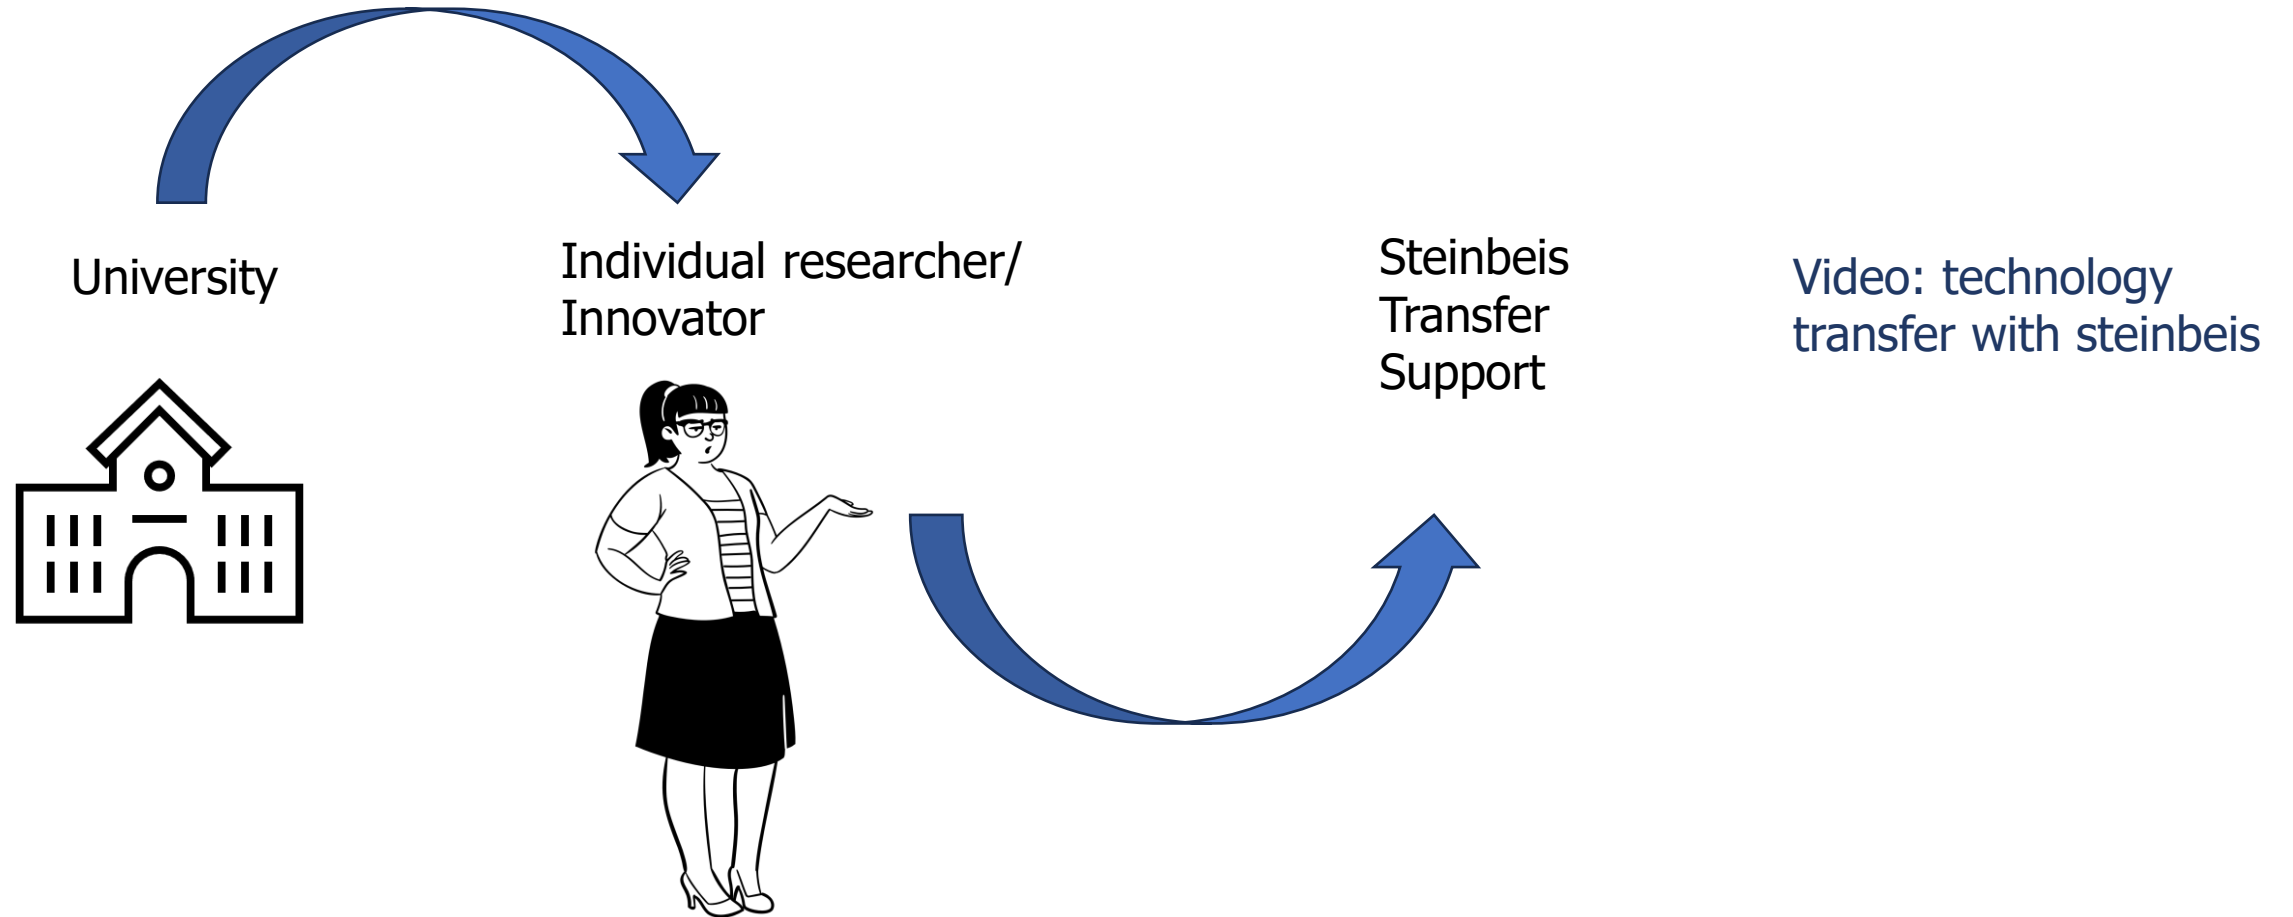 University
Individual researcher/
Innovator
Steinbeis
Transfer
Support
Video: technology
transfer with steinbeis